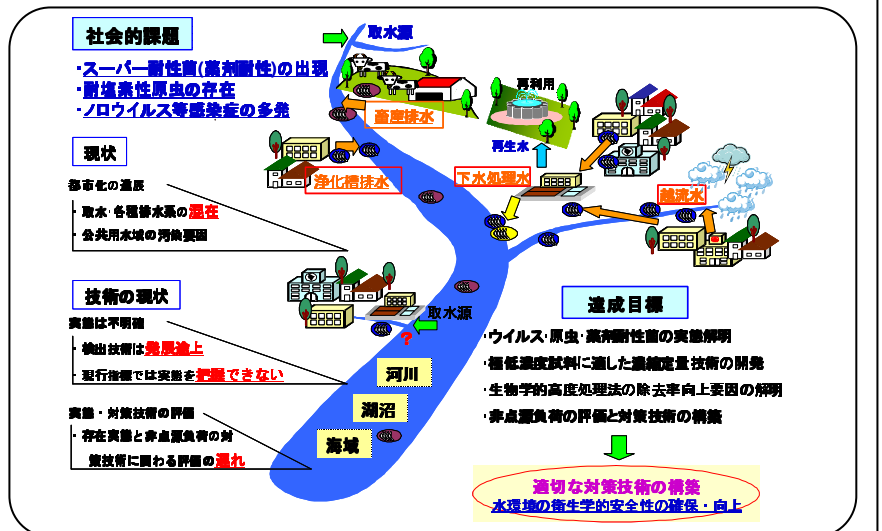 社会的課題
・スーパー耐性菌(薬剤耐性)の出現
・耐塩素性原虫の存在
・ノロウイルス等感染症の多発
現状
都市化の進展
・ 取水・各種排水系の混在
・ 公共用水域の汚染要因
技術の現状
実態は不明確
・ 検出技術は発展途上
・ 現行指標では実態を把握できない
実態・対策技術の評価
・ 存在実態と非点源負荷の対
策技術に関わる評価の遅れ
取水源
畜産排水
再利用
再生水
浄化槽排水
下水処理水
越流水
取水源
?
河川
湖沼
海域
達成目標
・ウイルス・原虫・薬剤耐性菌の実態解明
・極低濃度試料に適した濃縮定量技術の開発
・生物学的高度処理法の除去率向上要因の解明
・非点源負荷の評価と対策技術の構築
適切な対策技術の構築
水環境の衛生学的安全性の確保・向上